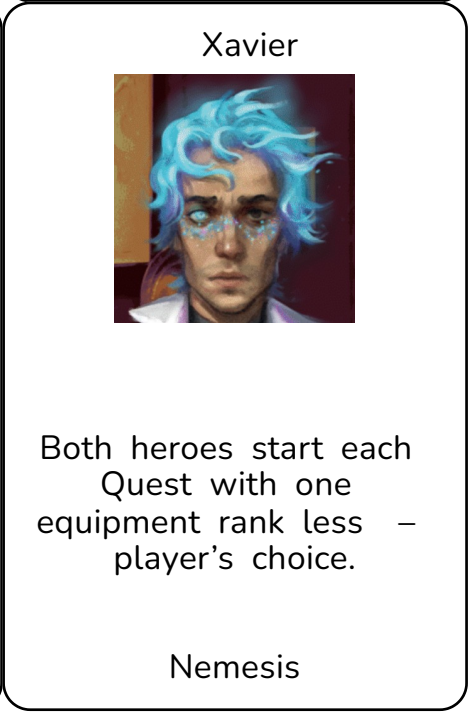 Xavier
Both heroes start each
Quest with one
equipment rank less –
player’s choice.
Nemesis